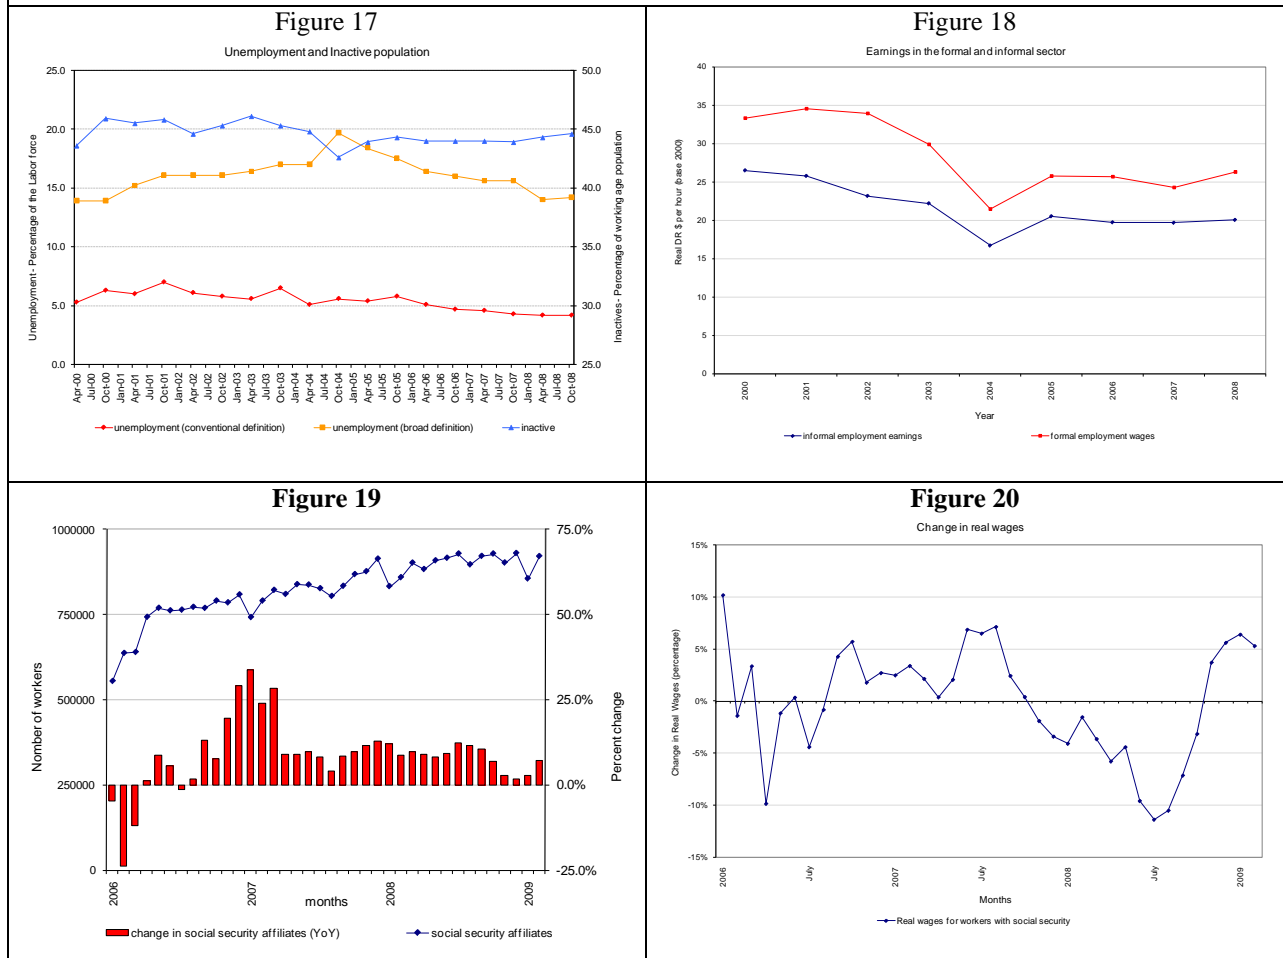 Figure 17
Unemployment and Inactive population
Unemployment - Percentage of the Labor force
25.0
20.0
15.0
10.0
5.0
0.0
50.0
45.0
40.0
35.0
30.0
25.0
Inactives - Percentage of working age population
Apr-00 Jul-00 Oct-00 Jan-01 Apr-01 Jul-01 Oct-01 Jan-02 Apr-02 Jul-02 Oct-02 Jan-03 Apr-03 Jul-03 Oct-03 Jan-04 Apr-04 Jul-04 Oct-04 Jan-05 Apr-05 Jul-05 Oct-05 Jan-06 Apr-06 Jul-06 Oct-06 Jan-07 Apr-07 Jul-07 Oct-07 Jan-08 Apr-08 Jul-08 Oct-08
unemployment (conventional definition) unemployment (broad definition) inactive
Figure 18
Earnings in the formal and informal sector
Real DR $ per hour (base 2000)
40
35
30
25
20
15
10
5
0
2000 2001 2002 2003 2004 2005 2006 2007 2008
Year
informal employment earnings formal employment wages
Figure 19
Nomber of workers
1000000
750000
500000
250000
0
75.0%
50.0%
25.0%
0.0%
-25.0%
Percent change
2006 2007 2008 2009
months
change in social security affiliates (YoY) social security affiliates
Figure 20
Change in real wages
Change in Real Wages (percentage)
15%
10%
5%
0%
-5%
-10%
-15%
2006 July 2007 July 2008 July 2009
Months
Real wages for workers with social security